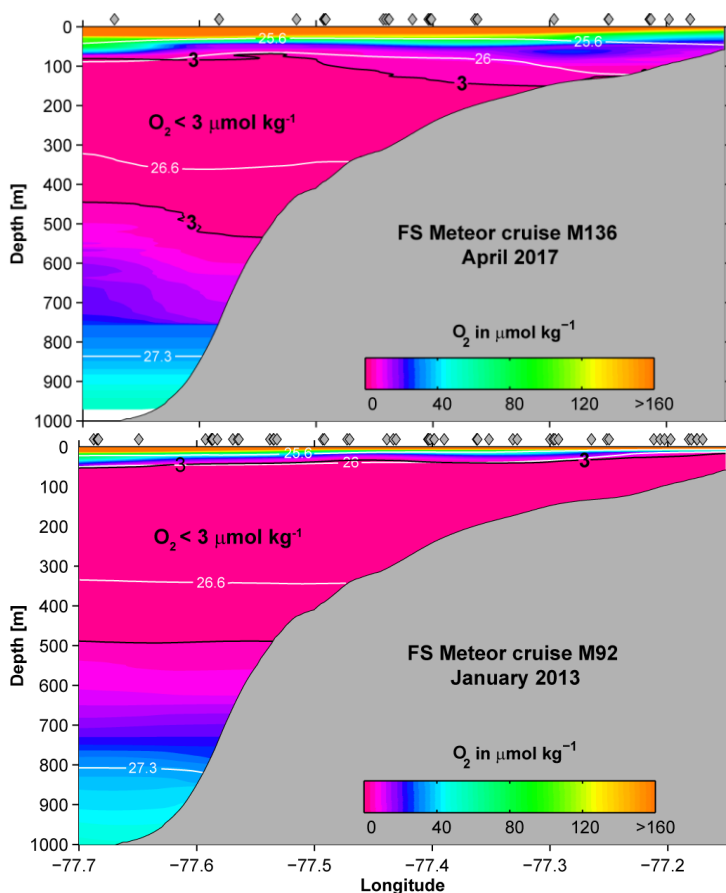 0
100
200
300
400
500
600
700
800
900
1000
Depth [m]
25.6
25.6
26
3
3
O2 < 3 μmol kg-1
26.6
3
27.3
FS Meteor cruise M136
April 2017
O2 in μmol kg−1
0 40 80 120 >160
0
100
200
300
400
500
600
700
800
900
1000
Depth [m]
25.6
3
26
3
O2 < 3 μmol kg-1
26.6
27.3
FS Meteor cruise M92
January 2013
O2 in μmol kg−1
0 40 80 120 >160
−77.7 −77.6 −77.5 −77.4 −77.3 −77.2
Longitude